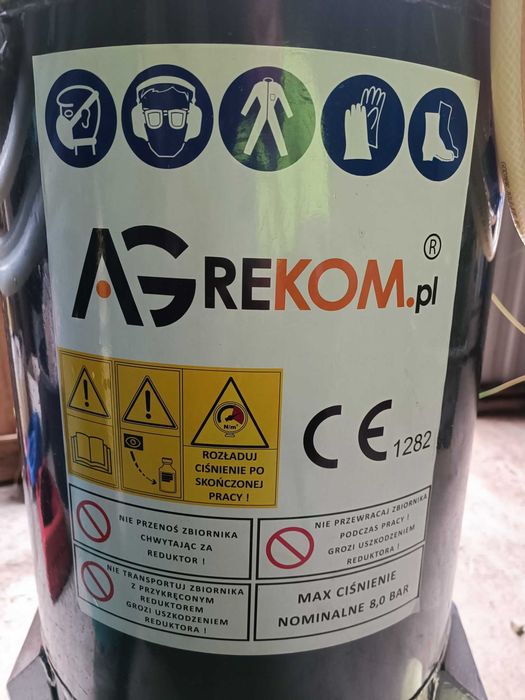 AGREKOM.pl ®
N/m²
ROZŁADUJ
CIŚNIENIE PO
SKOŃCZONEJ
PRACY !
CE 1282
NIE PRZENOŚ ZBIORNIKA
CHWYTAJĄC ZA
REDUKTOR !
NIE PRZEWRACAJ ZBIORNIKA
PODCZAS PRACY !
GROZI USZKODZENIEM
REDUKTORA !
NIE TRANSPORTUJ ZBIORNIKA
Z PRZYKRĘCONYM
REDUKTOREM
GROZI USZKODZENIEM
REDUKTORA !
MAX CIŚNIENIE
NOMINALNE 8,0 BAR